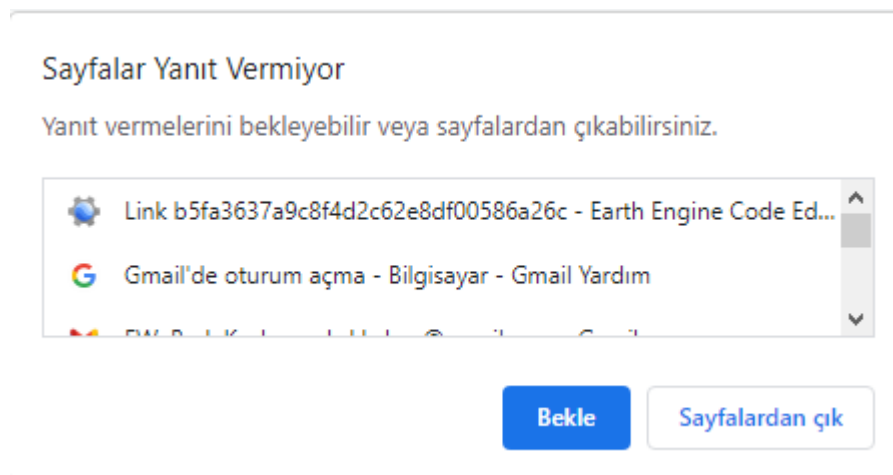 Sayfalar Yanıt Vermiyor
Yanıt vermelerini bekleyebilir veya sayfalardan çıkabilirsiniz.
Link b5fa3637a9c8f4d2c62e8df00586a26c - Earth Engine Code Ed...
Gmail'de oturum açma - Bilgisayar - Gmail Yardım
Bekle
Sayfalardan çık